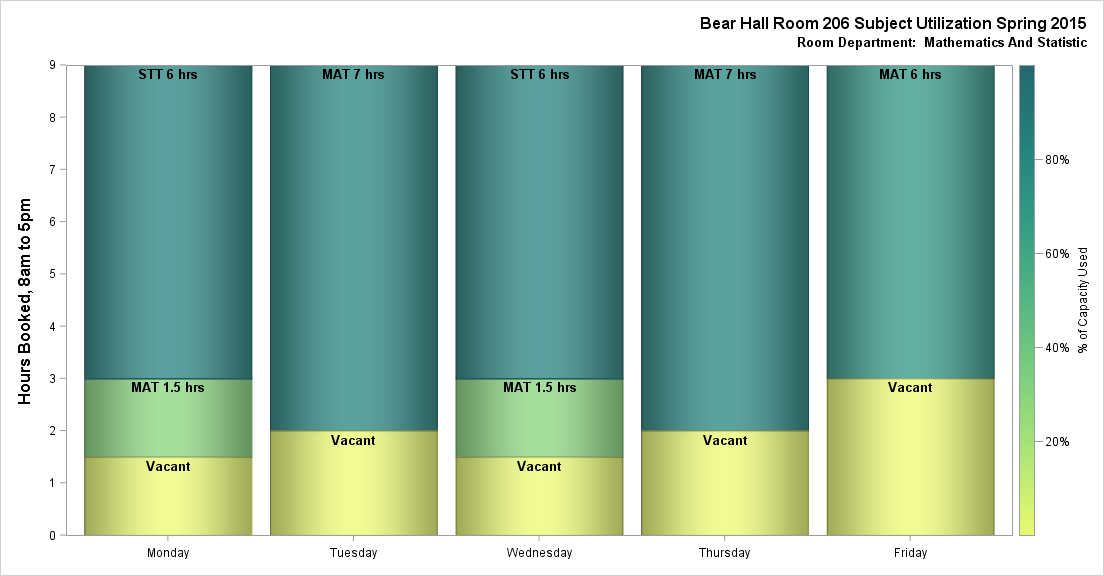 Bear Hall Room 206 Subject Utilization Spring 2015
Room Department:  Mathematics And Statistic
Hours Booked, 8am to 5pm
9
8
7
6
5
4
3
2
1
0
STT 6 hrs
MAT 1.5 hrs
Vacant
MAT 7 hrs
Vacant
STT 6 hrs
MAT 1.5 hrs
Vacant
MAT 7 hrs
Vacant
MAT 6 hrs
Vacant
Monday
Tuesday
Wednesday
Thursday
Friday
80%
60%
40%
20%
% of Capacity Used